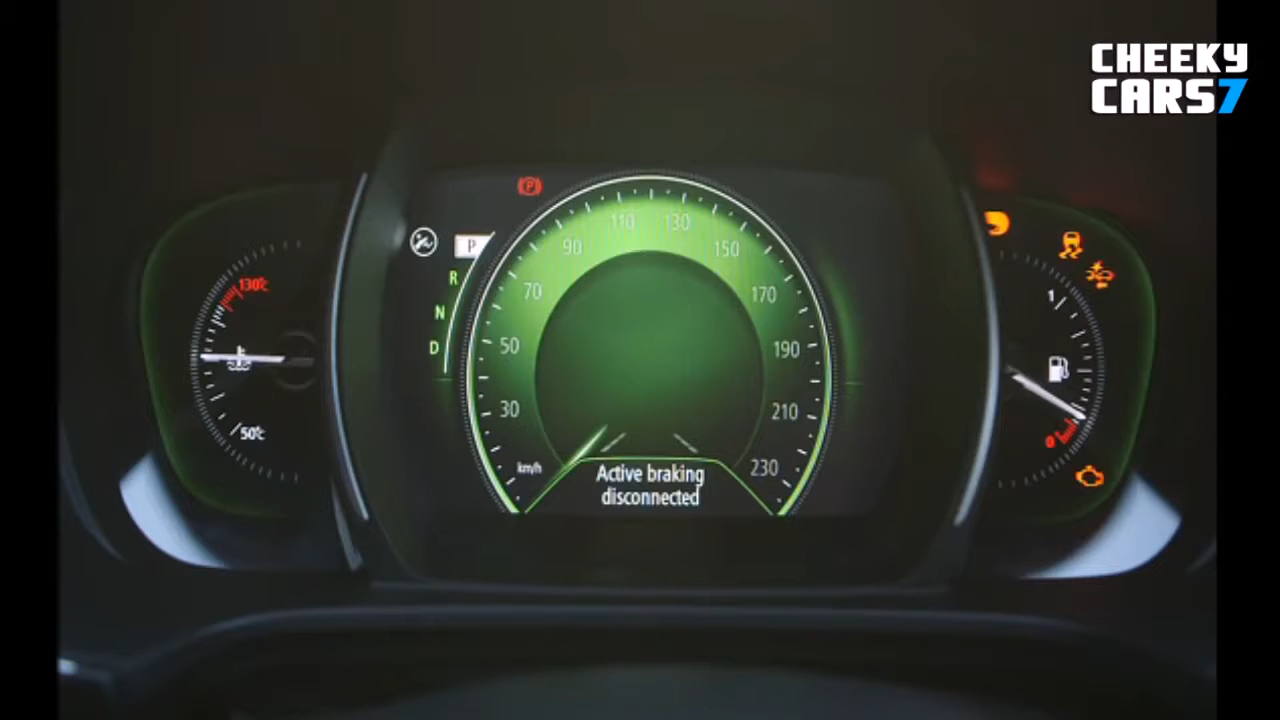 CHEEKY
CARS7
P
P
R
N
D
110
130
90
150
70
170
50
190
30
210
km/h
230
Active braking
disconnected
130°C
50°C
1
0